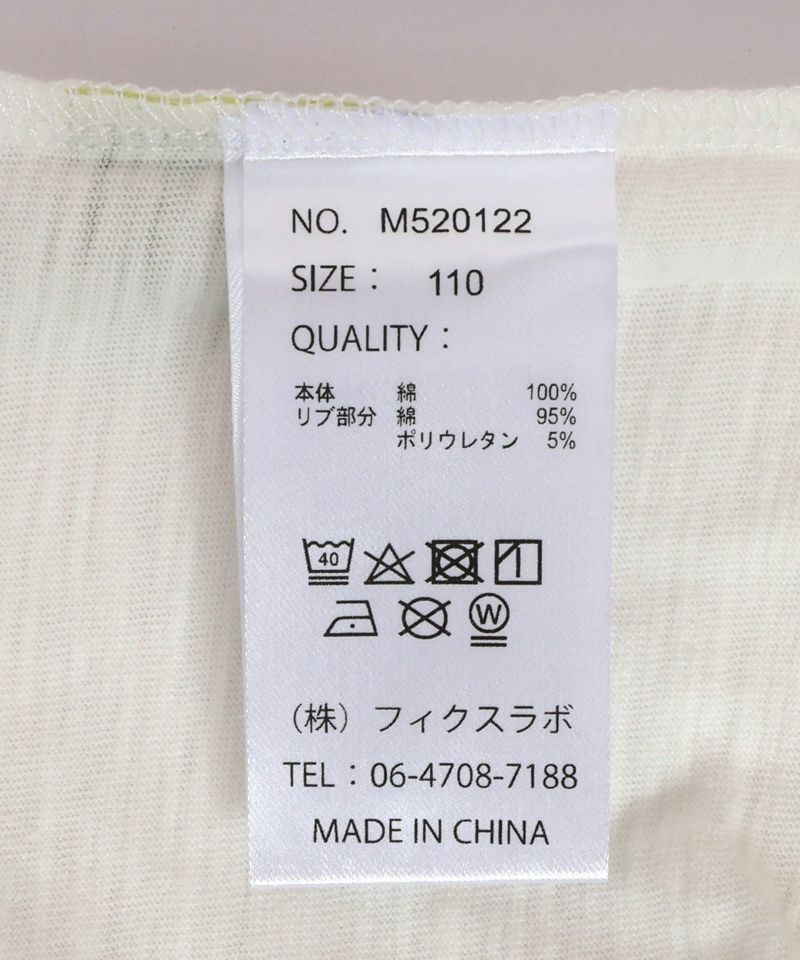 NO. M520122
SIZE： 110
QUALITY：
本体 綿 100%
リブ部分 綿 95%
ポリウレタン 5%
40
W
（株）フィクスラボ
TEL：06-4708-7188
MADE IN CHINA